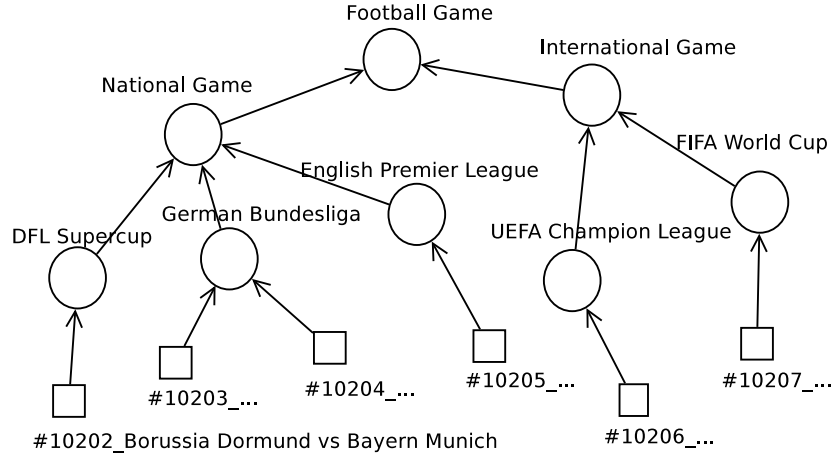 Football Game
International Game
National Game
FIFA World Cup
English Premier League
German Bundesliga
DFL Supercup
UEFA Champion League
#10202_Borussia Dormund vs Bayern Munich
#10203_...
#10204_...
#10205_...
#10206_...
#10207_...